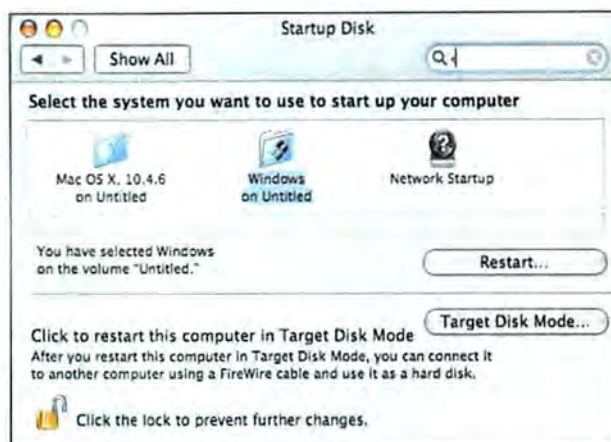 Startup Disk
Show All
Select the system you want to use to start up your computer
Mac OS X, 10.4.6
on Untitled
Windows
on Untitled
Network Startup
You have selected Windows
on the volume "Untitled."
Restart...
Click to restart this computer in Target Disk Mode
Target Disk Mode...
After you restart this computer in Target Disk Mode, you can connect it
to another computer using a FireWire cable and use it as a hard disk.
Click the lock to prevent further changes.